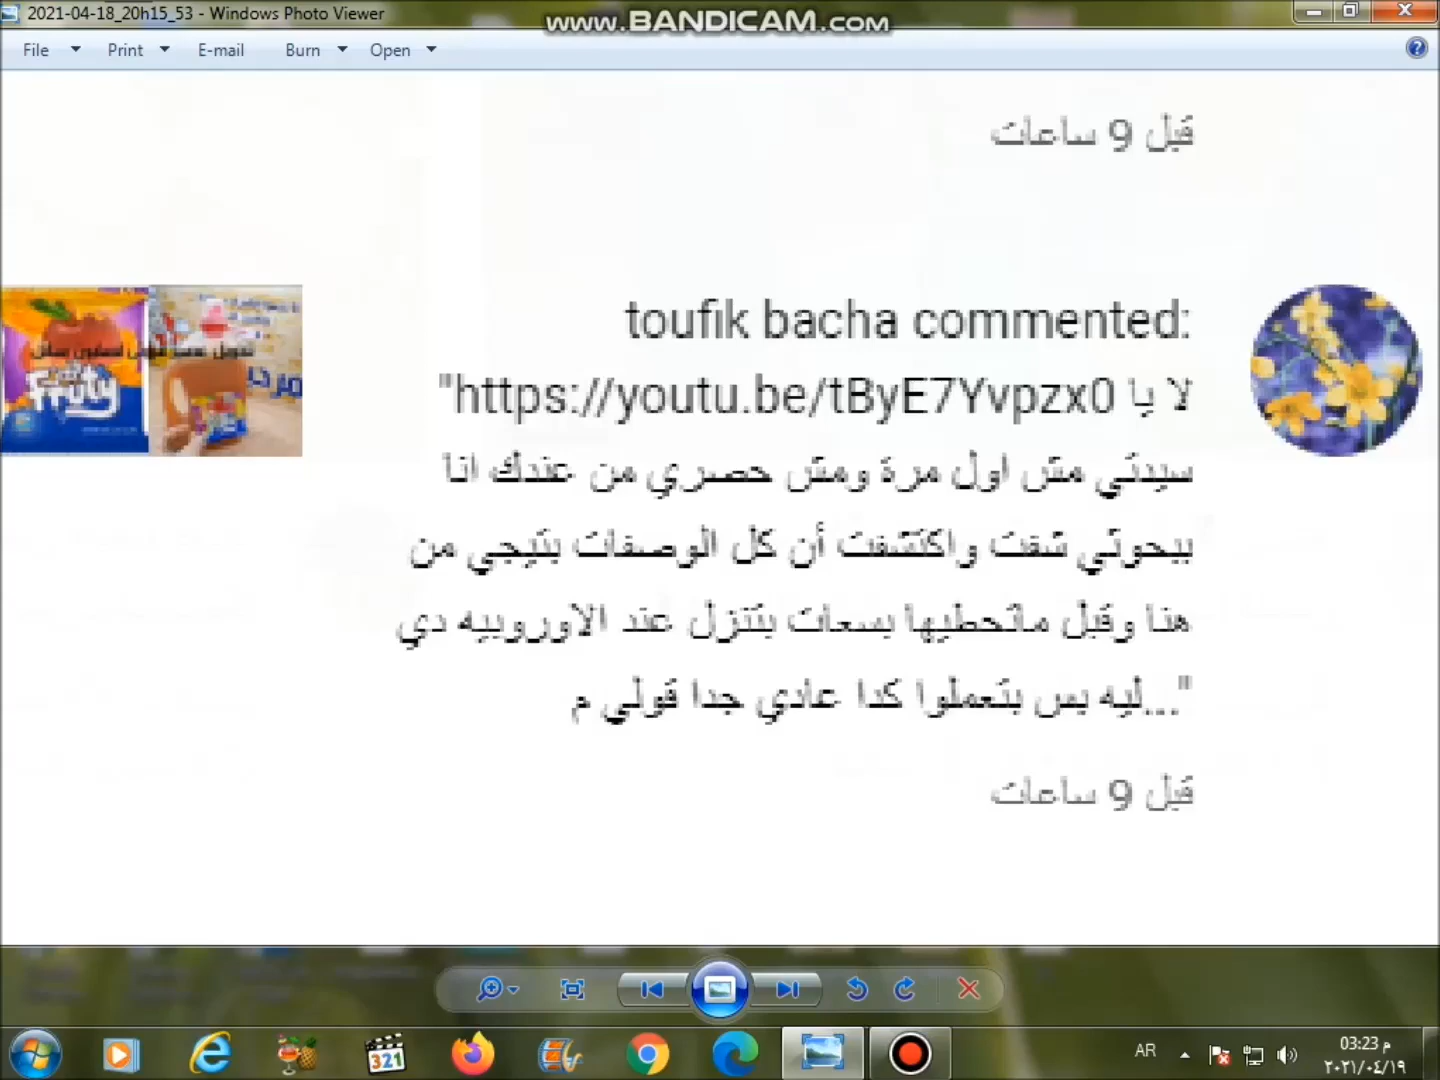 2021-04-18_20h15_53 - Windows Photo Viewer
www.BANDICAM.com
File
Print
E-mail
Burn
Open
قبل 9 ساعات
toufik bacha commented:
"https://youtu.be/tByE7Yvpzx0 لا يا
سيدتي مش اول مرة ومش حصري من عندك انا
ببحوتي شفت واكتشفت أن كل الوصفات بتيجي من
هنا وقبل ماتحطيها بسعات بتنزل عند الاوروبيه دي
ليه بس بتعملوا كدا عادي جدا قولي م..."
قبل 9 ساعات
Fruty
321
AR
03:23 م
٢٠٢١/٠٤/١٩